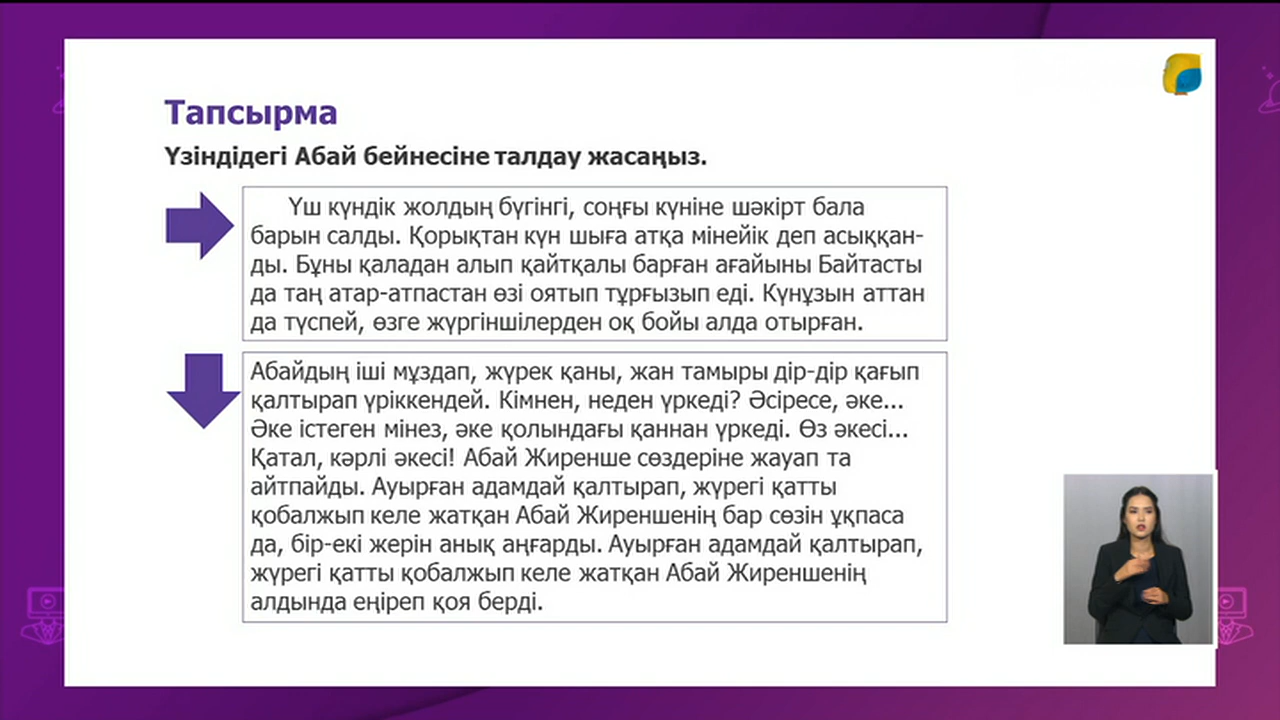 Тапсырма
Үзіндідегі Абай бейнесіне талдау жасаңыз.
Үш күндік жолдың бүгінгі, соңғы күніне шәкірт бала
барын салды. Қорықтан күн шыға атқа мінейік деп асыққан-
ды. Бұны қаладан алып қайтқалы барған ағайыны Байтасты
да таң атар-атпастан өзі оятып тұрғызып еді. Күнұзын аттан
да түспей, өзге жүргіншілерден оқ бойы алда отырған.
Абайдың іші мұздап, жүрек қаны, жан тамыры дір-дір қағып
қалтырап үріккендей. Кімнен, неден үркеді? Әсіресе, әке...
Әке істеген мінез, әке қолындағы қаннан үркеді. Өз әкесі...
Қатал, кәрлі әкесі! Абай Жиренше сөздеріне жауап та
айтпайды. Ауырған адамдай қалтырап, жүрегі қатты
қобалжып келе жатқан Абай Жиреншенің бар сөзін ұқпаса
да, бір-екі жерін анық аңғарды. Ауырған адамдай қалтырап,
жүрегі қатты қобалжып келе жатқан Абай Жиреншенің
алдында еңіреп қоя берді.